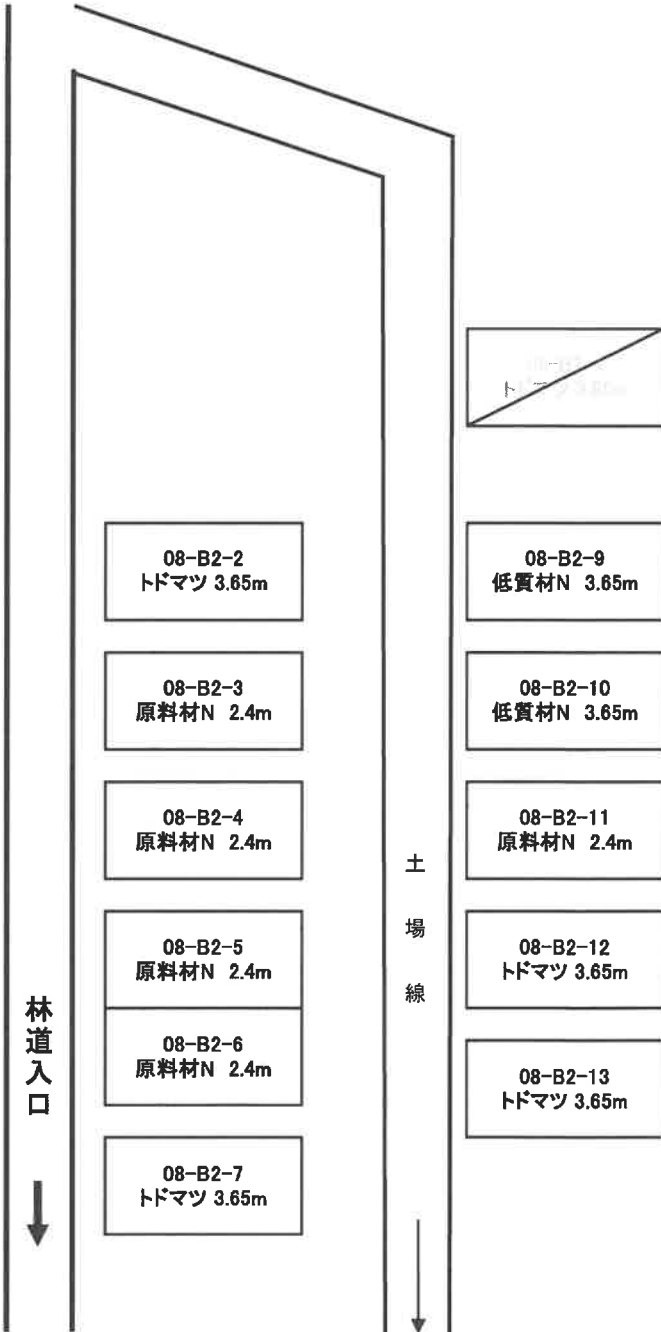 08-B2-2
トドマツ 3.65m
08-B2-3
原料材N 2.4m
08-B2-4
原料材N 2.4m
08-B2-5
原料材N 2.4m
08-B2-6
原料材N 2.4m
08-B2-7
トドマツ 3.65m
林道入口
土場線
08-B2-9
低質材N 3.65m
08-B2-10
低質材N 3.65m
08-B2-11
原料材N 2.4m
08-B2-12
トドマツ 3.65m
08-B2-13
トドマツ 3.65m